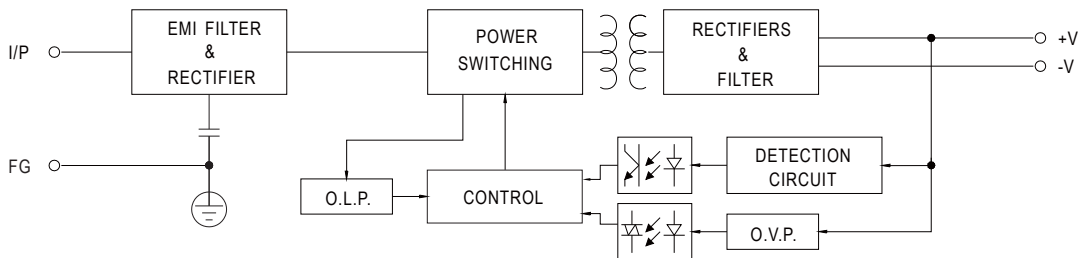 I/P
EMI FILTER
&
RECTIFIER
POWER
SWITCHING
RECTIFIERS
&
FILTER
+V
-V
FG
O.L.P.
CONTROL
DETECTION
CIRCUIT
O.V.P.